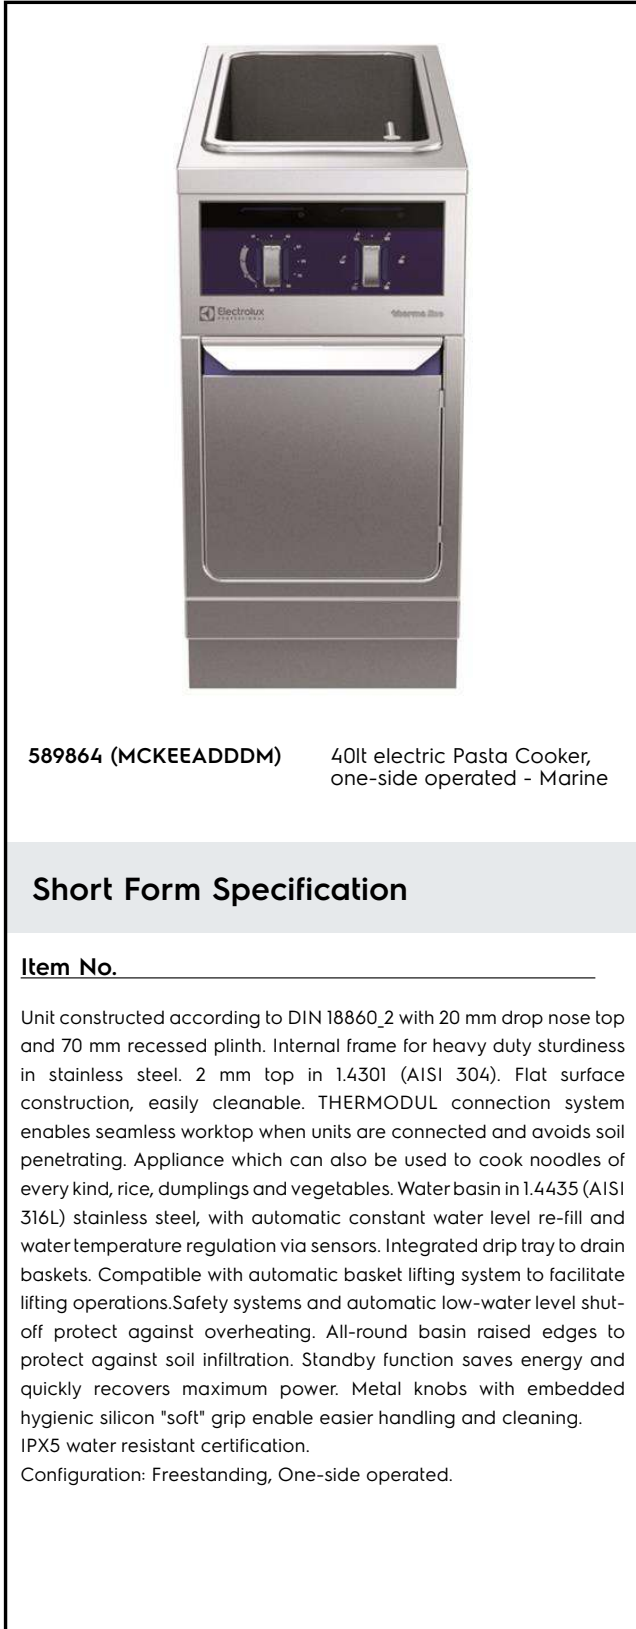 Electrolux
PROFESSIONAL
therma line
589864 (MCKEEADDDM)
40lt electric Pasta Cooker,
one-side operated - Marine
Short Form Specification
Item No.
Unit constructed according to DIN 18860_2 with 20 mm drop nose top
and 70 mm recessed plinth. Internal frame for heavy duty sturdiness
in stainless steel. 2 mm top in 1.4301 (AISI 304). Flat surface
construction, easily cleanable. THERMODUL connection system
enables seamless worktop when units are connected and avoids soil
penetrating. Appliance which can also be used to cook noodles of
every kind, rice, dumplings and vegetables. Water basin in 1.4435 (AISI
316L) stainless steel, with automatic constant water level re-fill and
water temperature regulation via sensors. Integrated drip tray to drain
baskets. Compatible with automatic basket lifting system to facilitate
lifting operations.Safety systems and automatic low-water level shut-
off protect against overheating. All-round basin raised edges to
protect against soil infiltration. Standby function saves energy and
quickly recovers maximum power. Metal knobs with embedded
hygienic silicon "soft" grip enable easier handling and cleaning.
IPX5 water resistant certification.
Configuration: Freestanding, One-side operated.